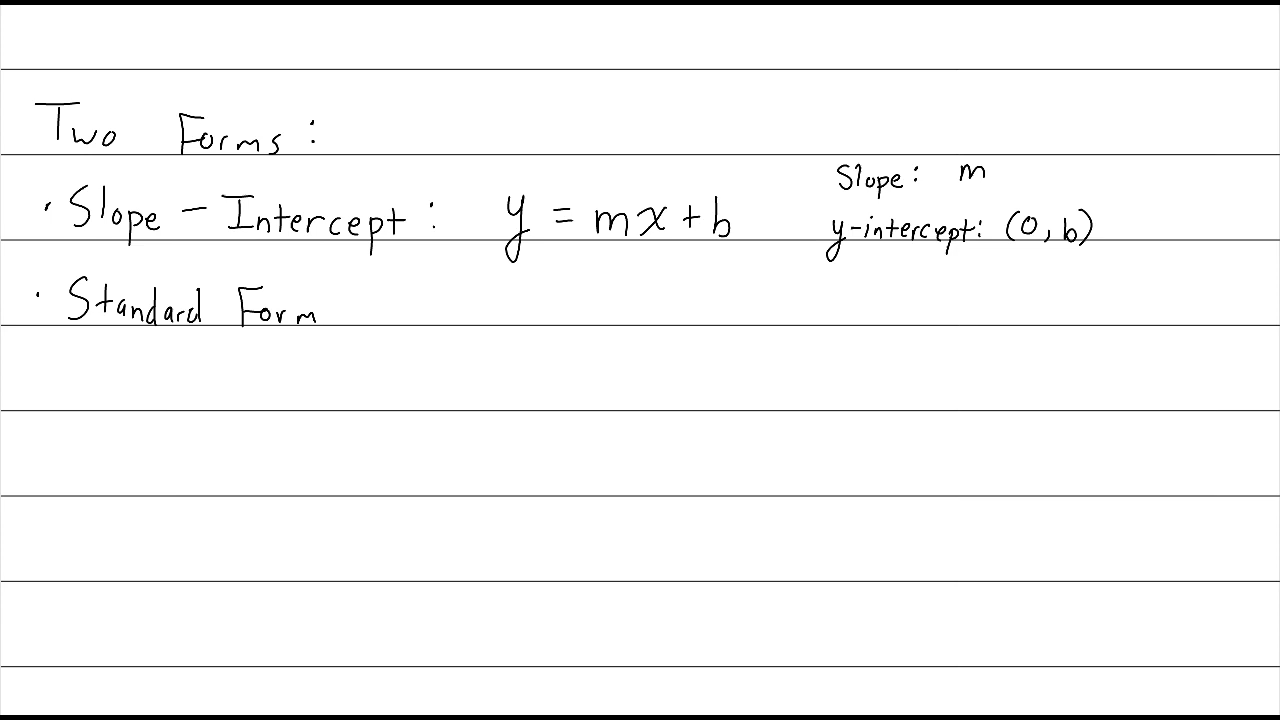 Two Forms:
· Slope - Intercept: y = mx + b
Slope: m
y-intercept: (0, b)
· Standard Form